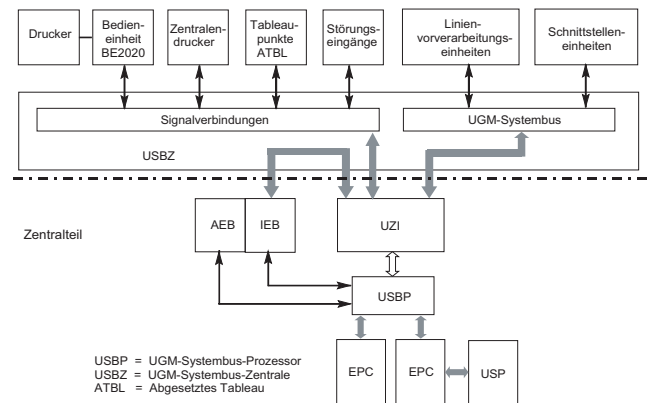 Drucker
Bedien-
einheit
BE2020
Zentralen-
drucker
Tableau-
punkte
ATBL
Störungs-
eingänge
Linien-
vorverarbeitungs-
einheiten
Schnittstellen-
einheiten
Signalverbindungen
UGM-Systembus
USBZ
Zentralteil
AEB
IEB
UZI
USBP
EPC
EPC
USP
USBP = UGM-Systembus-Prozessor
USBZ = UGM-Systembus-Zentrale
ATBL = Abgesetztes Tableau